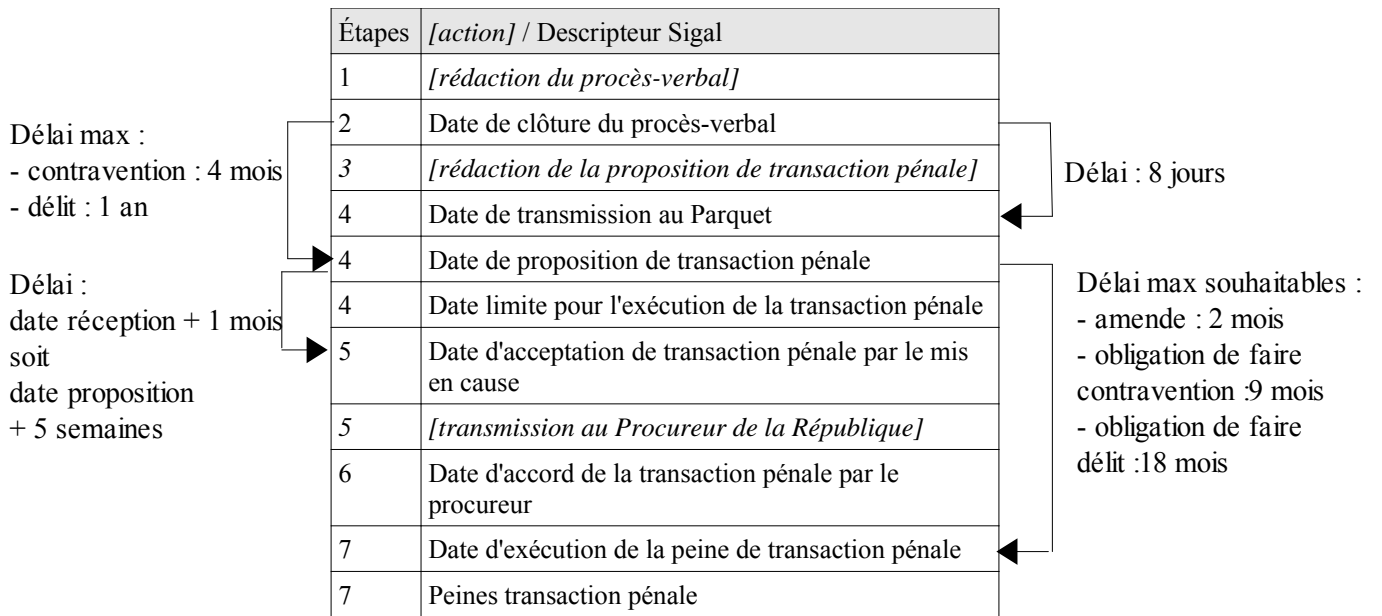 Étapes [action] / Descripteur Sigal
1 [rédaction du procès-verbal]
2 Date de clôture du procès-verbal
3 [rédaction de la proposition de transaction pénale]
4 Date de transmission au Parquet
4 Date de proposition de transaction pénale
4 Date limite pour l'exécution de la transaction pénale
5 Date d'acceptation de transaction pénale par le mis
en cause
5 [transmission au Procureur de la République]
6 Date d'accord de la transaction pénale par le
procureur
7 Date d'exécution de la peine de transaction pénale
7 Peines transaction pénale
Délai max :
- contravention : 4 mois
- délit : 1 an
Délai :
date réception + 1 mois
soit
date proposition
+ 5 semaines
Délai : 8 jours
Délai max souhaitables :
- amende : 2 mois
- obligation de faire
contravention :9 mois
- obligation de faire
délit :18 mois